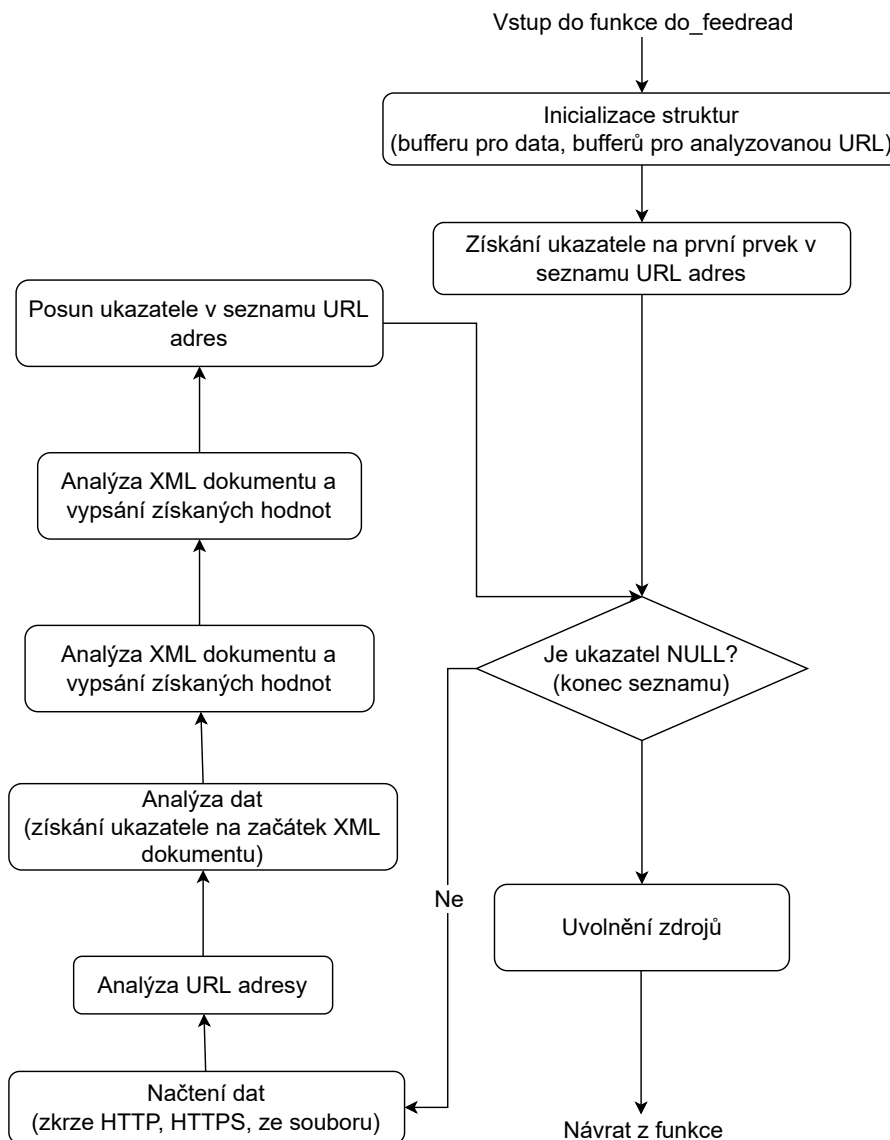 Vstup do funkce do_feedread
Inicializace struktur
(bufferu pro data, bufferů pro analyzovanou URL)
Získání ukazatele na první prvek v
seznamu URL adres
Posun ukazatele v seznamu URL
adres
Analýza XML dokumentu a
vypsání získaných hodnot
Analýza XML dokumentu a
vypsání získaných hodnot
Je ukazatel NULL?
(konec seznamu)
Analýza dat
(získání ukazatele na začátek XML
dokumentu)
Ne
Uvolnění zdrojů
Analýza URL adresy
Načtení dat
(zkrze HTTP, HTTPS, ze souboru)
Návrat z funkce